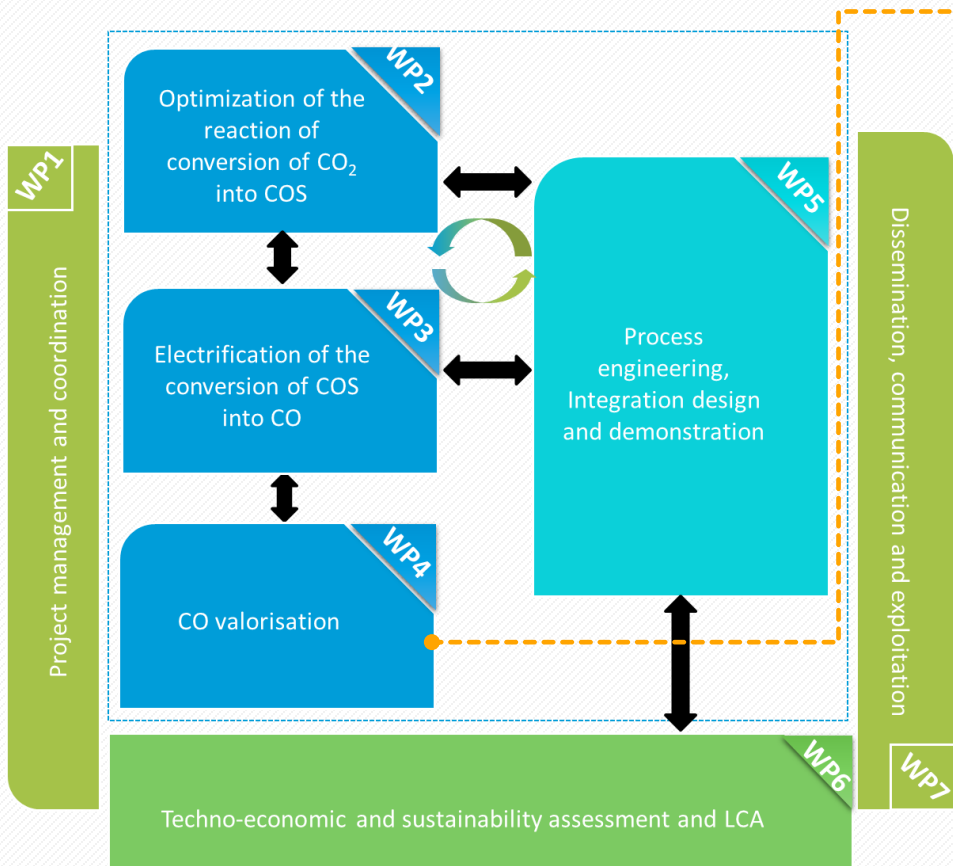 WP1
Project management and coordination
WP2
Optimization of the
reaction of
conversion of CO₂
into COS
WP3
Electrification of the
conversion of COS
into CO
WP4
CO valorisation
WP5
Process
engineering,
Integration design
and demonstration
WP6
Techno-economic and sustainability assessment and LCA
Dissemination, communication and exploitation
WP7